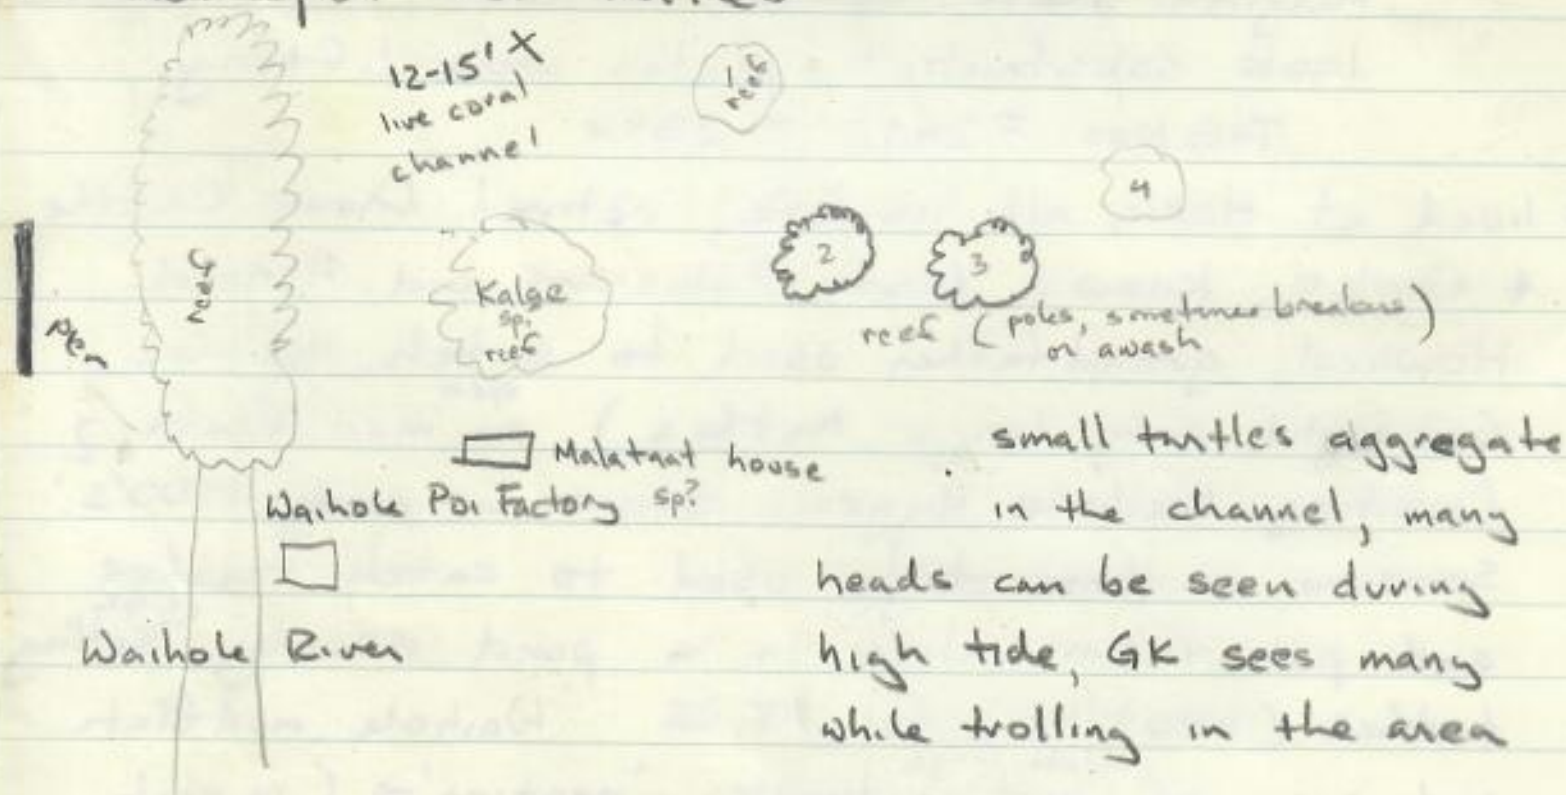 12-15' X
live coral
channel
1
reef
4
2
3
reef
Kalge
sp.
reef
reef (poles, sometimes breakers)
or awash
pier
Malataat house
sp?
Waihole Poi Factory
Waihole River
small turtles aggregate
in the channel, many
heads can be seen during
high tide, GK sees many
while trolling in the area